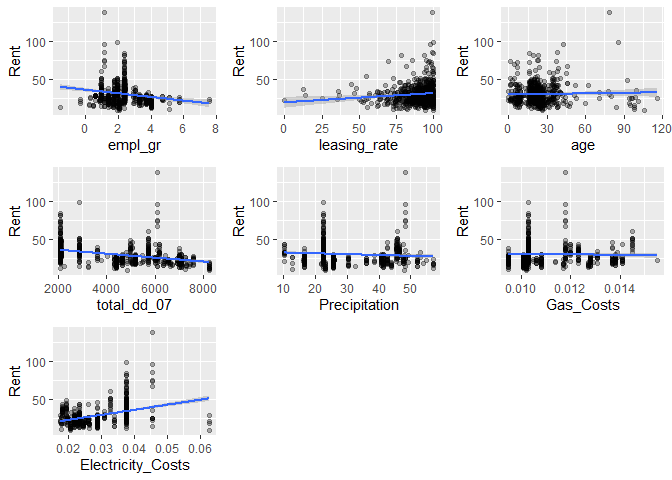 Rent
100
50
0 2 4 6 8
empl_gr
Rent
100
50
0 25 50 75 100
leasing_rate
Rent
100
50
0 30 60 90 120
age
Rent
100
50
2000 4000 6000 8000
total_dd_07
Rent
100
50
10 20 30 40 50
Precipitation
Rent
100
50
0.010 0.012 0.014
Gas_Costs
Rent
100
50
0.02 0.03 0.04 0.05 0.06
Electricity_Costs